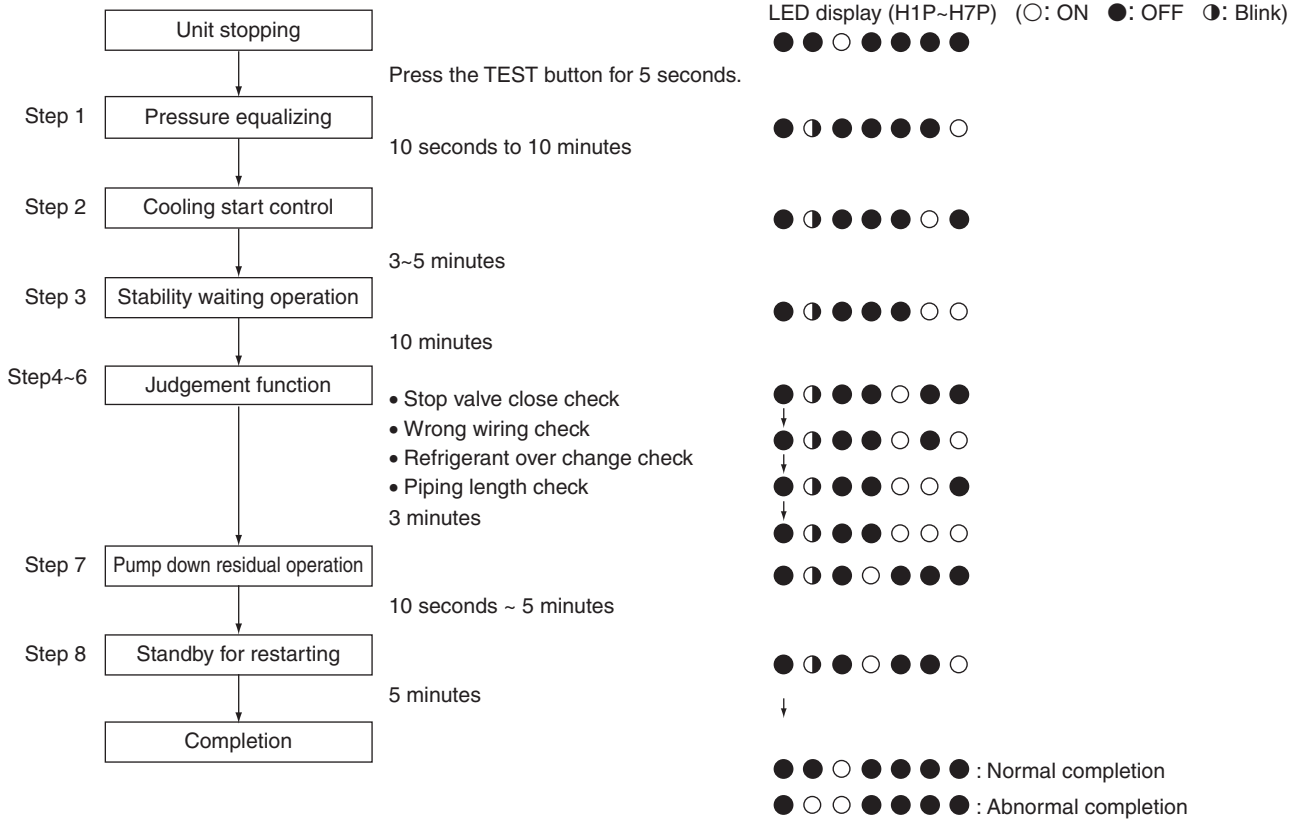 LED display (H1P~H7P) (○: ON ●: OFF ◑: Blink)
Unit stopping
● ● ○ ● ● ● ●
Press the TEST button for 5 seconds.
Step 1 Pressure equalizing
● ◑ ● ● ● ● ○
10 seconds to 10 minutes
Step 2 Cooling start control
● ◑ ● ● ● ○ ●
3~5 minutes
Step 3 Stability waiting operation
● ◑ ● ● ● ○ ○
10 minutes
Step4~6 Judgement function
• Stop valve close check
● ◑ ● ● ○ ● ●
• Wrong wiring check
● ◑ ● ● ○ ● ○
• Refrigerant over change check
• Piping length check
● ◑ ● ● ○ ○ ●
3 minutes
● ◑ ● ● ○ ○ ○
Step 7 Pump down residual operation
● ◑ ● ○ ● ● ●
10 seconds ~ 5 minutes
Step 8 Standby for restarting
● ◑ ● ○ ● ● ○
5 minutes
Completion
● ● ○ ● ● ● ● : Normal completion
● ○ ○ ● ● ● ● : Abnormal completion